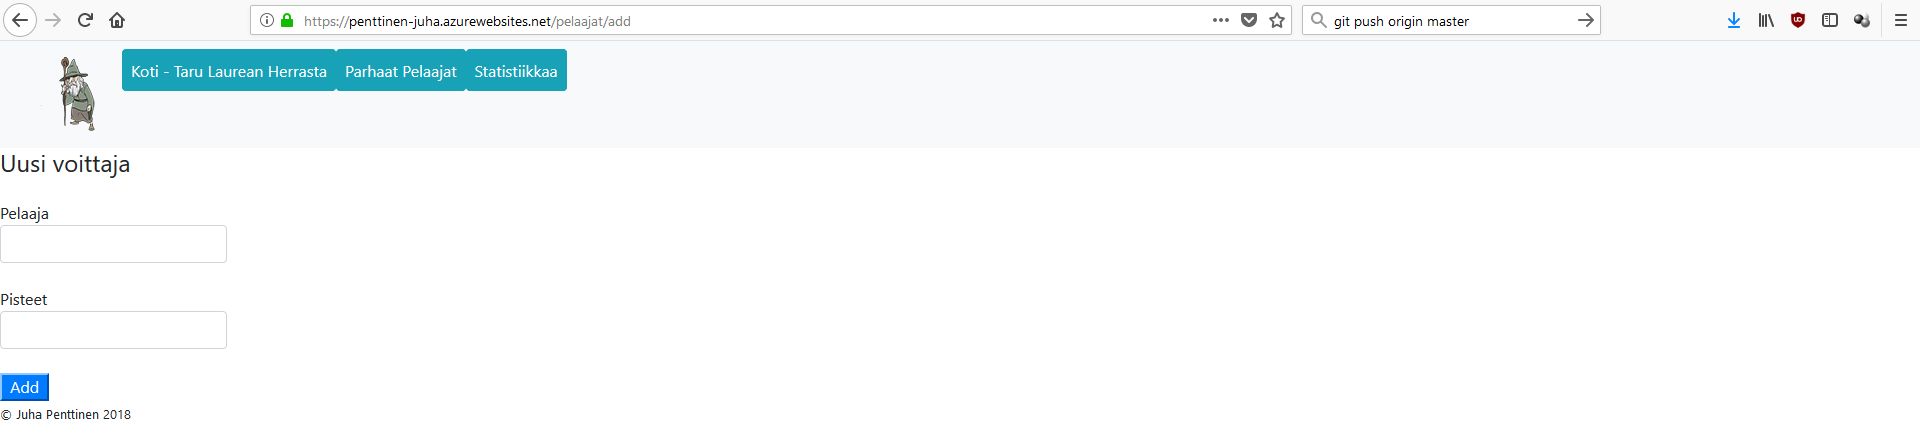 https://penttinen-juha.azurewebsites.net/pelaajat/add
git push origin master
Koti - Taru Laurean Herrasta Parhaat Pelaajat Statistiikkaa
Uusi voittaja
Pelaaja
Pisteet
Add
© Juha Penttinen 2018